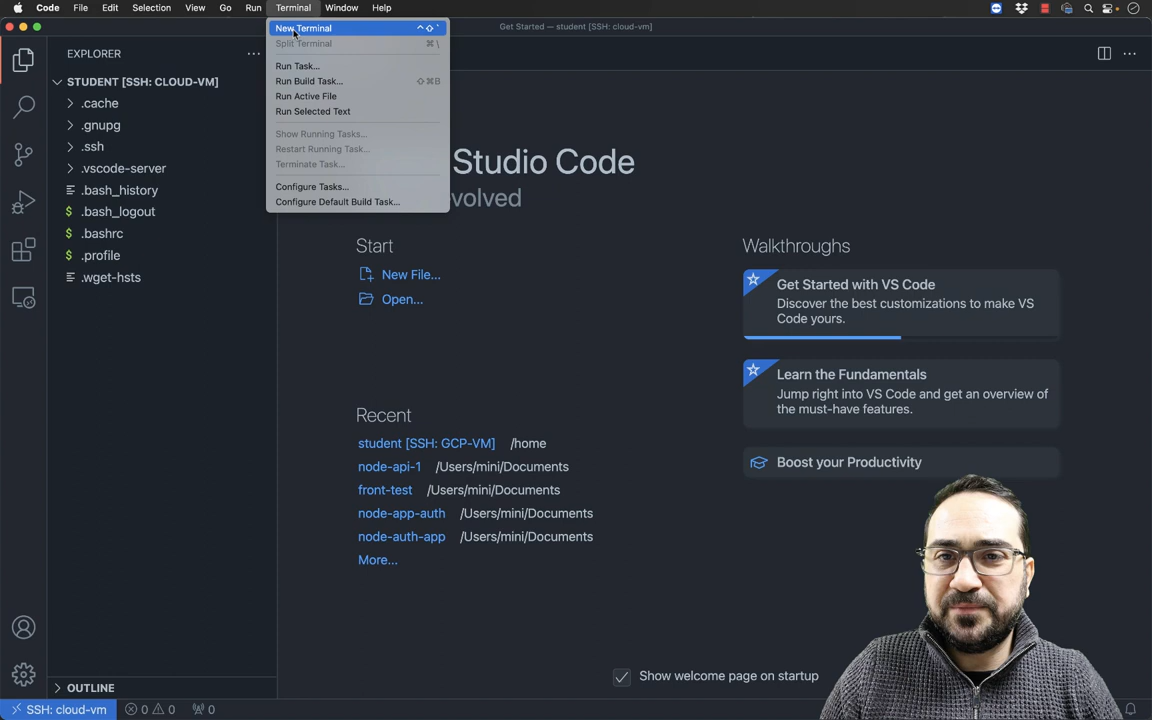 Code File Edit Selection View Go Run Terminal Window Help
Get Started — student [SSH: cloud-vm]
New Terminal ⌃⇧`
Split Terminal ⌘\
Run Task...
Run Build Task... ⇧⌘B
Run Active File
Run Selected Text
Show Running Tasks...
Restart Running Task...
Terminate Task...
Configure Tasks...
Configure Default Build Task...
EXPLORER
STUDENT [SSH: CLOUD-VM]
.cache
.gnupg
.ssh
.vscode-server
.bash_history
$ .bash_logout
$ .bashrc
$ .profile
.wget-hsts
OUTLINE
Studio Code
volved
Start
New File...
Open...
Recent
student [SSH: GCP-VM] /home
node-api-1 /Users/mini/Documents
front-test /Users/mini/Documents
node-app-auth /Users/mini/Documents
node-auth-app /Users/mini/Documents
More...
Walkthroughs
Get Started with VS Code
Discover the best customizations to make VS
Code yours.
Learn the Fundamentals
Jump right into VS Code and get an overview of
the must-have features.
Boost your Productivity
Show welcome page on startup
SSH: cloud-vm 0 0 0